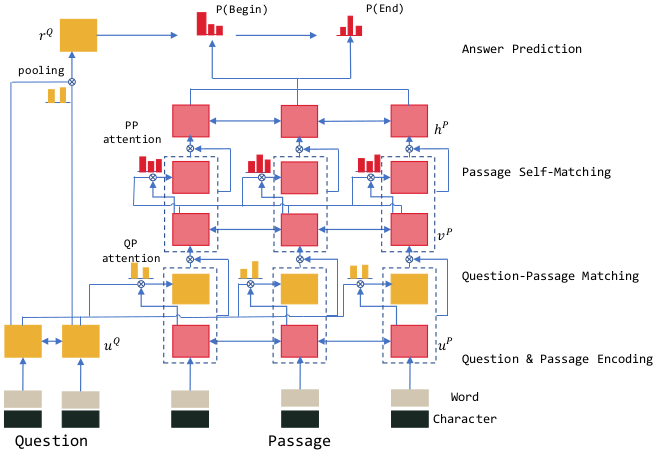 P(Begin)
P(End)
r^Q
Answer Prediction
pooling
PP
attention
h^P
Passage Self-Matching
QP
attention
v^P
Question-Passage Matching
u^Q
u^P
Question & Passage Encoding
Word
Character
Question
Passage